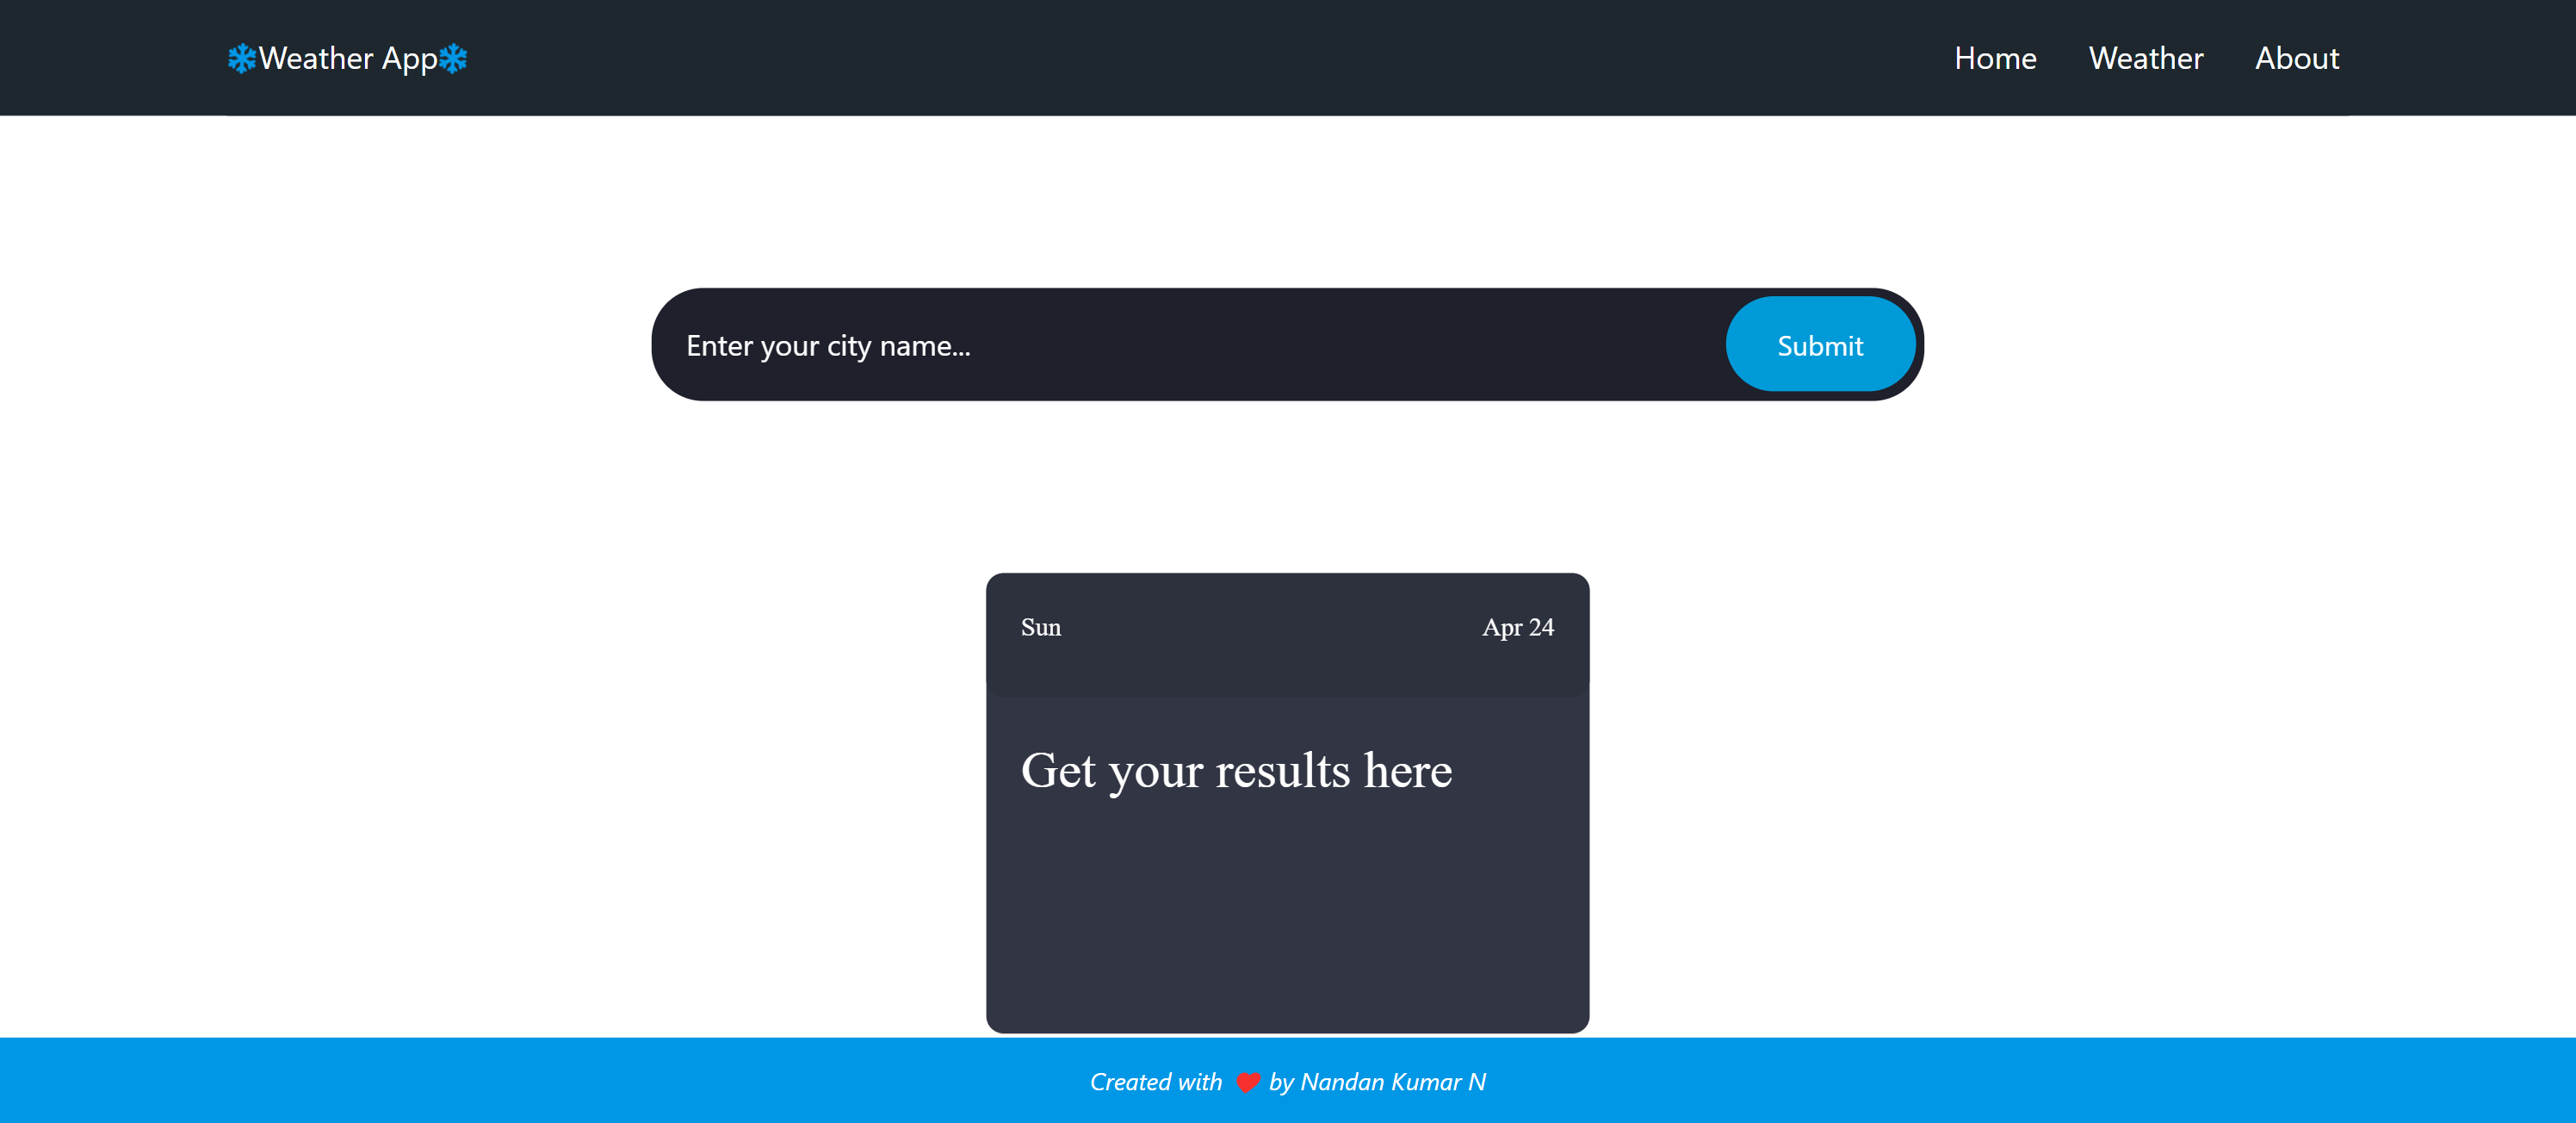 ❄Weather App❄
Home Weather About
Enter your city name...
Submit
Sun Apr 24
Get your results here
Created with ❤ by Nandan Kumar N